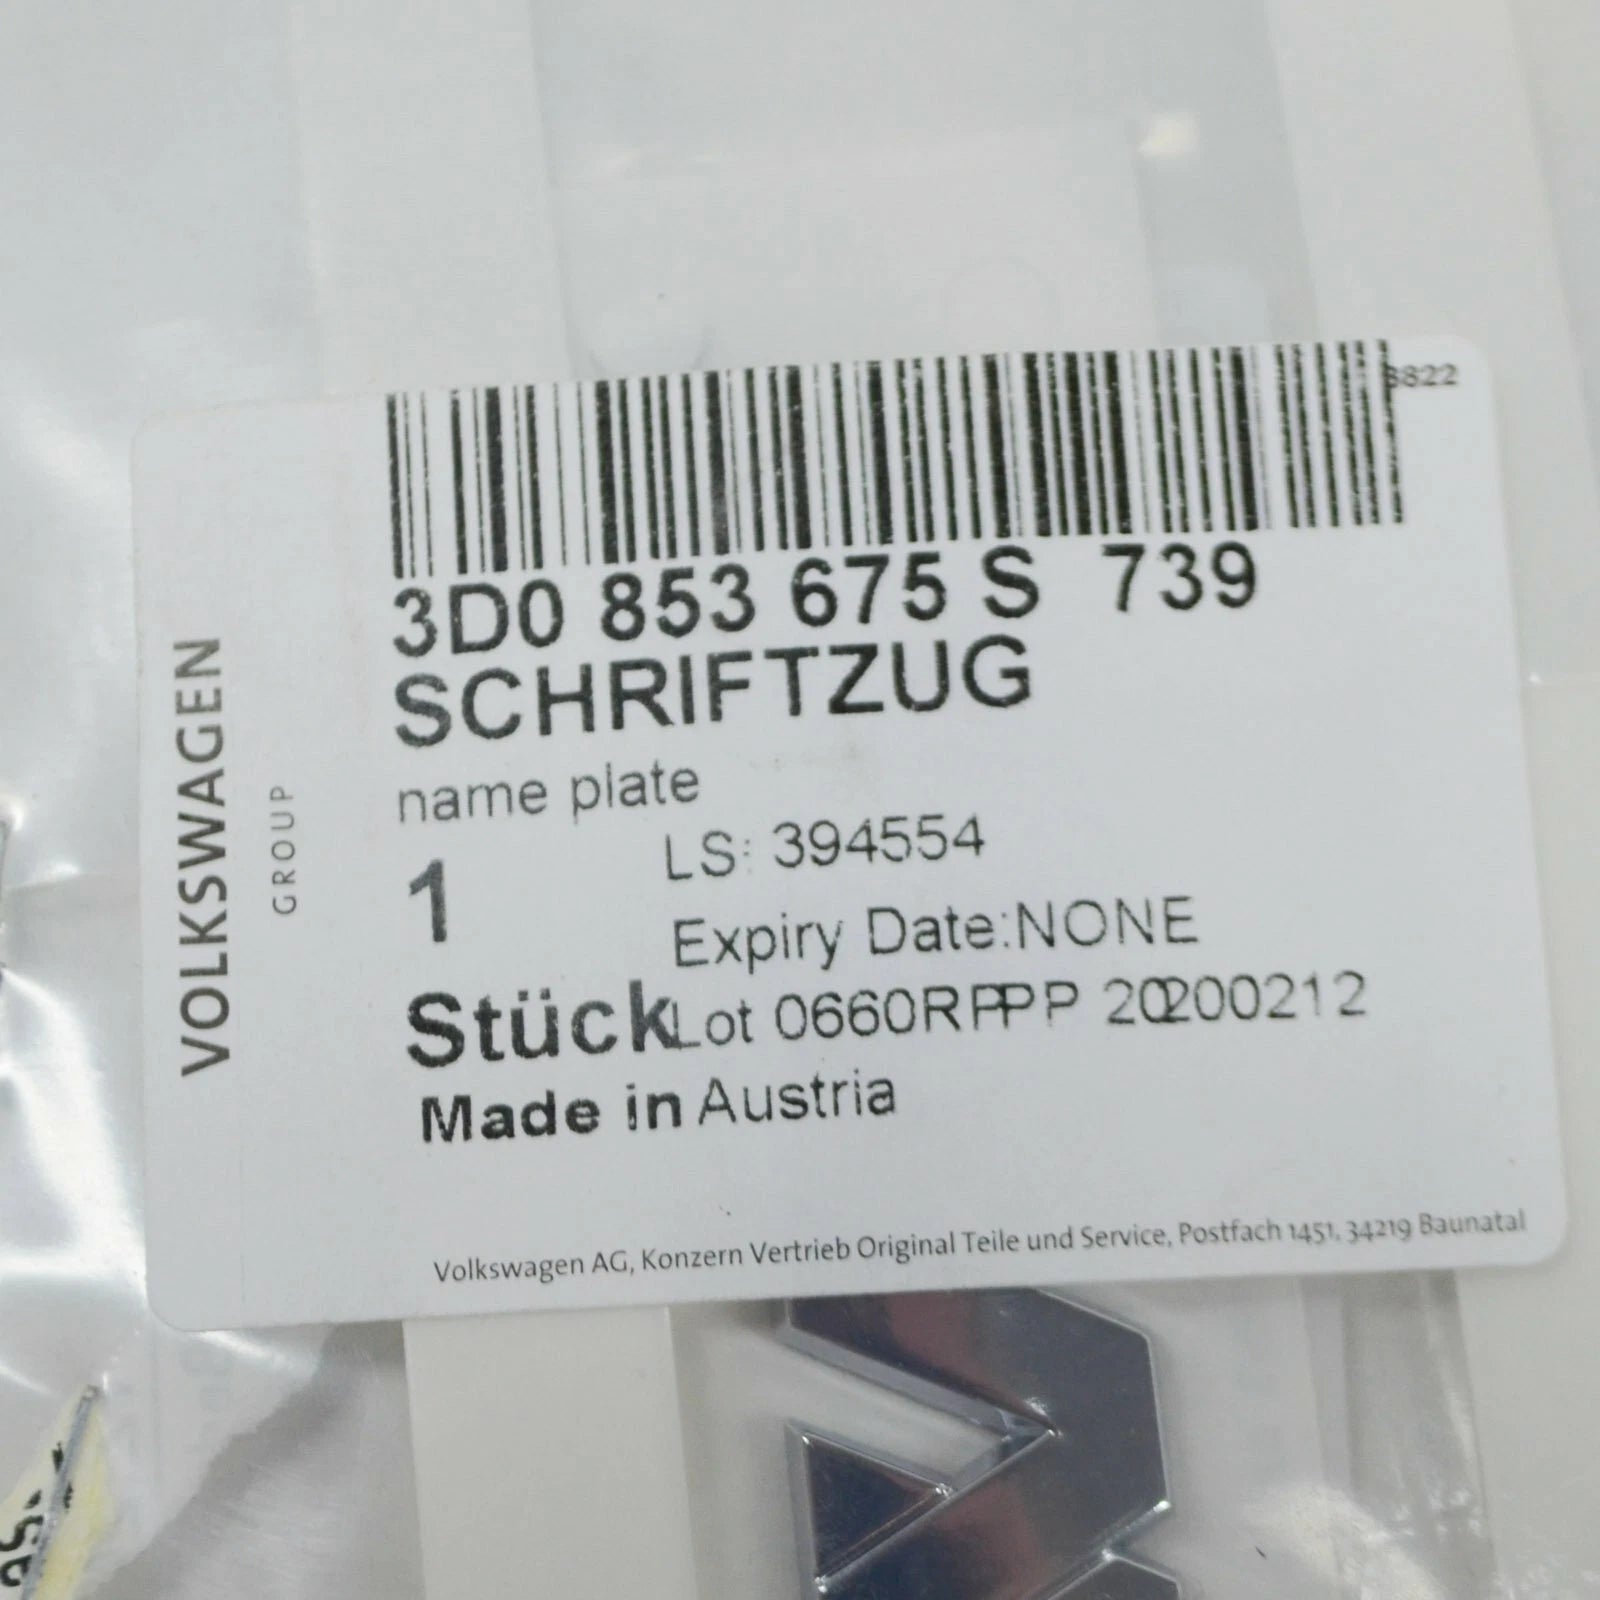 3822
3D0 853 675 S 739
SCHRIFTZUG
name plate
1
LS: 394554
Expiry Date:NONE
Stück
Lot 0660RPPP 20200212
Made in Austria
Volkswagen AG, Konzern Vertrieb Original Teile und Service, Postfach 1451, 34219 Baunatal
VOLKSWAGEN
GROUP